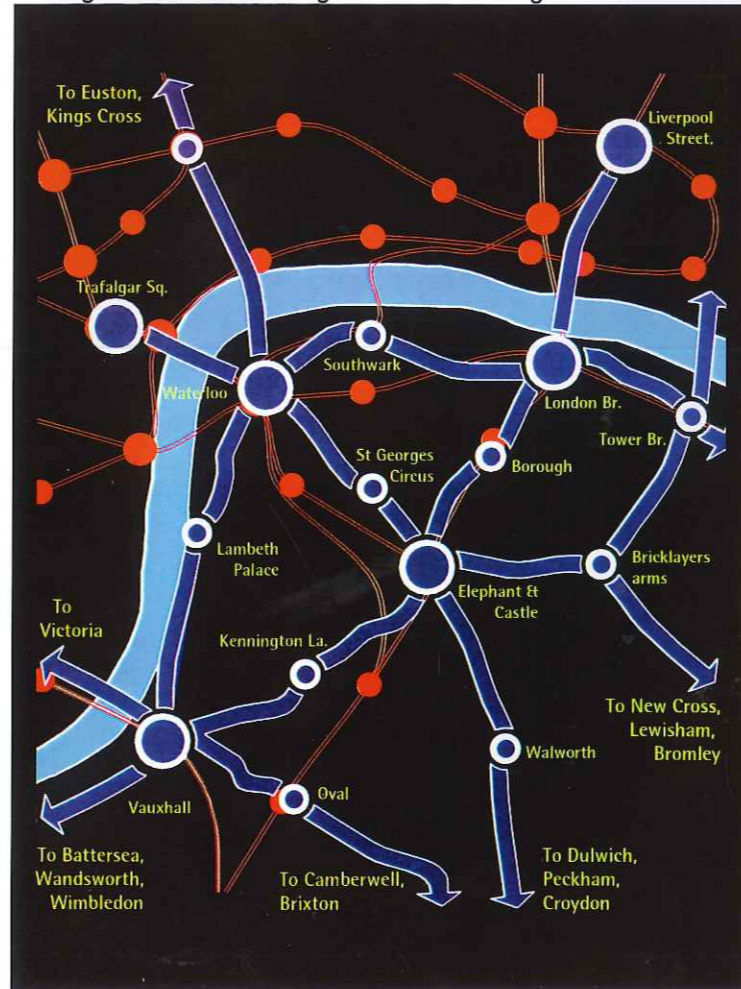 To Euston,
Kings Cross
Liverpool
Street.
Trafalgar Sq.
Waterloo
Southwark
London Br.
Tower Br.
St Georges
Circus
Borough
Lambeth
Palace
Elephant &
Castle
Bricklayers
arms
To
Victoria
Kennington La.
To New Cross,
Lewisham,
Bromley
Walworth
Vauxhall
Oval
To Battersea,
Wandsworth,
Wimbledon
To Camberwell,
Brixton
To Dulwich,
Peckham,
Croydon